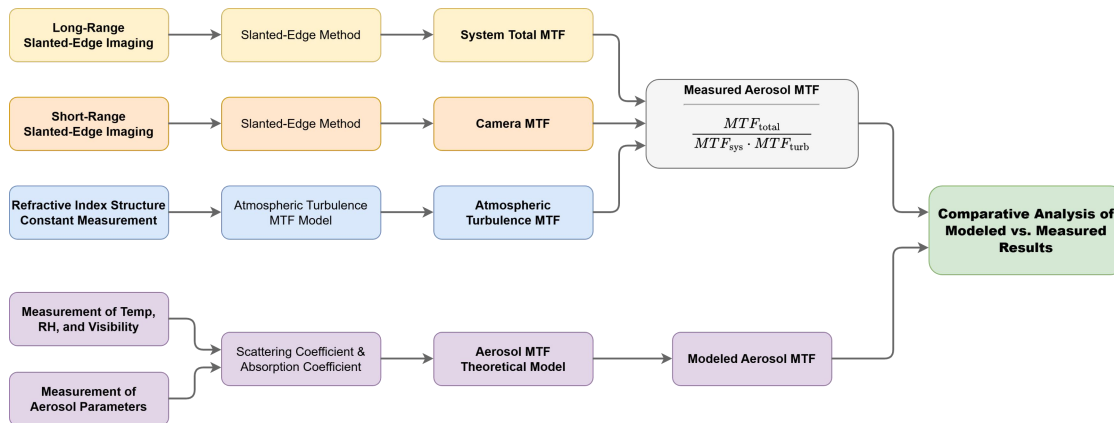 Long-Range
Slanted-Edge Imaging
Slanted-Edge Method
System Total MTF
Short-Range
Slanted-Edge Imaging
Slanted-Edge Method
Camera MTF
Measured Aerosol MTF
MTF_total
MTF_sys · MTF_turb
Refractive Index Structure
Constant Measurement
Atmospheric Turbulence
MTF Model
Atmospheric
Turbulence MTF
Comparative Analysis of
Modeled vs. Measured
Results
Measurement of Temp,
RH, and Visibility
Measurement of
Aerosol Parameters
Scattering Coefficient &
Absorption Coefficient
Aerosol MTF
Theoretical Model
Modeled Aerosol MTF